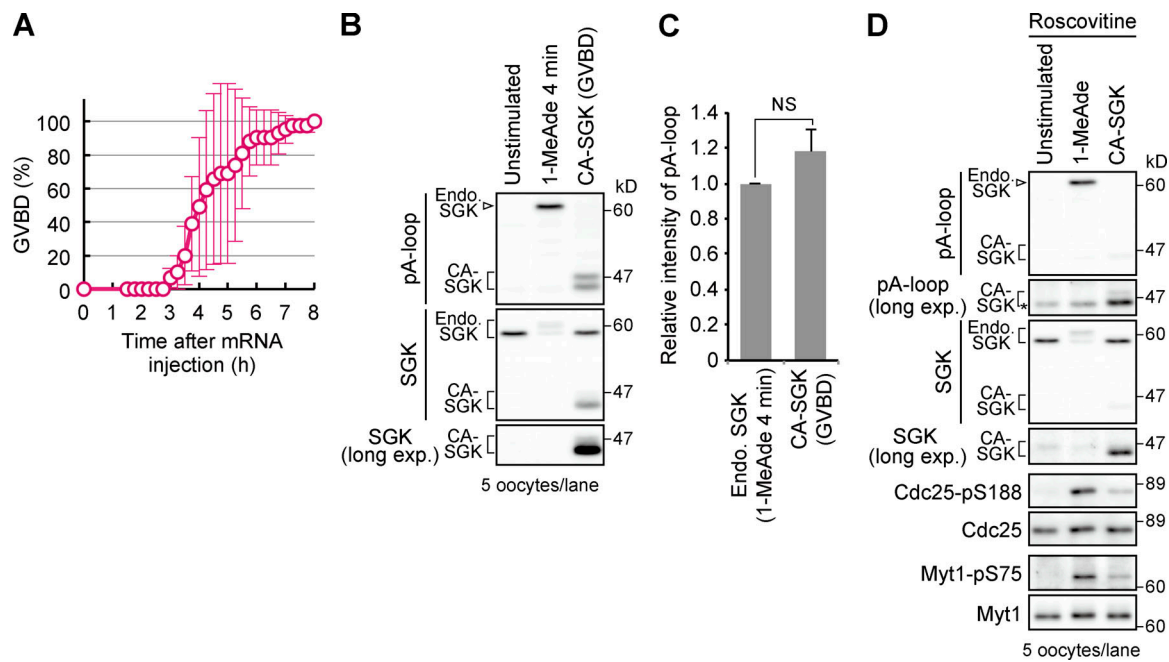 A
GVBD (%)
100
80
60
40
20
0
0 1 2 3 4 5 6 7 8
Time after mRNA
injection (h)
B
Unstimulated
1-MeAde 4 min
CA-SGK (GVBD)
kD
pA-loop
Endo.
SGK
60
CA-
SGK
47
SGK
Endo.
SGK
60
CA-
SGK
47
SGK
(long exp.)
CA-
SGK
47
5 oocytes/lane
C
Relative intensity of pA-loop
1.4
1.2
1.0
0.8
0.6
0.4
0.2
0
NS
Endo. SGK
(1-MeAde 4 min)
CA-SGK
(GVBD)
D
Roscovitine
Unstimulated
1-MeAde
CA-SGK
kD
pA-loop
Endo.
SGK
60
CA-
SGK
47
pA-loop
(long exp.)
CA-
SGK
*
47
SGK
Endo.
SGK
60
CA-
SGK
47
SGK
(long exp.)
CA-
SGK
47
Cdc25-pS188
89
Cdc25
89
Myt1-pS75
60
Myt1
60
5 oocytes/lane